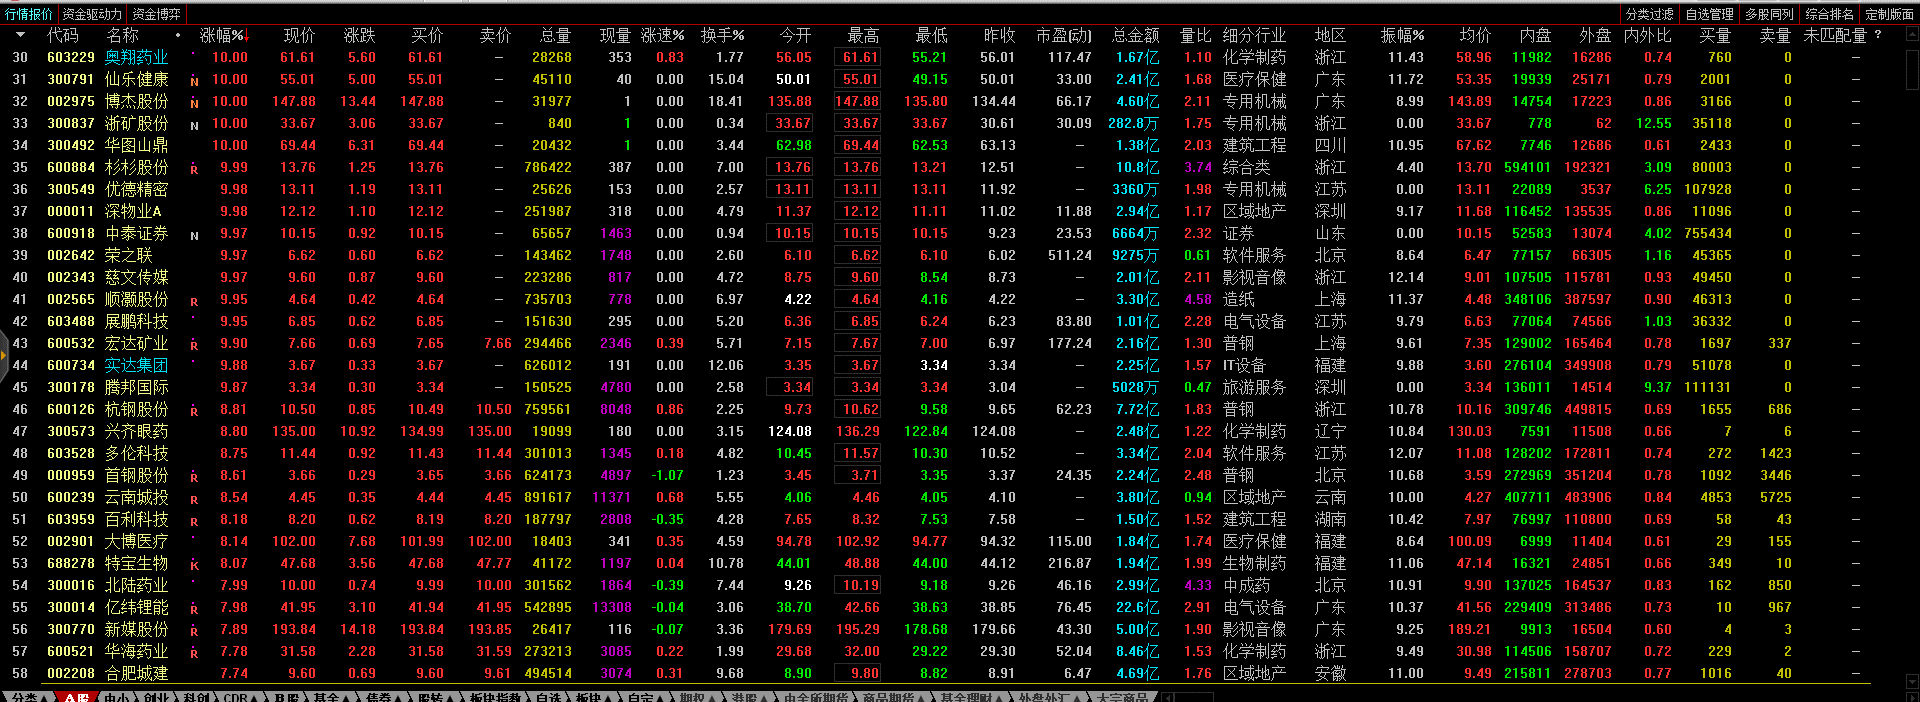 行情报价 资金驱动力 资金博弈 分类过滤 自选管理 多股同列 综合排名 定制版面
代码 名称 涨幅%↓ 现价 涨跌 买价 卖价 总量 现量 涨速% 换手% 今开 最高 最低 昨收 市盈(动) 总金额 量比 细分行业 地区 振幅% 均价 内盘 外盘 内外比 买量 卖量 未匹配量 ?
30 603229 奥翔药业 10.00 61.61 5.60 61.61 — 28268 353 0.83 1.77 56.05 61.61 55.21 56.01 117.47 1.67亿 1.10 化学制药 浙江 11.43 58.96 11982 16286 0.74 760 0 —
31 300791 仙乐健康 N 10.00 55.01 5.00 55.01 — 45110 40 0.00 15.04 50.01 55.01 49.15 50.01 33.00 2.41亿 1.68 医疗保健 广东 11.72 53.35 19939 25171 0.79 2001 0 —
32 002975 博杰股份 N 10.00 147.88 13.44 147.88 — 31977 1 0.00 18.41 135.88 147.88 135.80 134.44 66.17 4.60亿 2.11 专用机械 广东 8.99 143.89 14754 17223 0.86 3166 0 —
33 300837 浙矿股份 N 10.00 33.67 3.06 33.67 — 840 1 0.00 0.34 33.67 33.67 33.67 30.61 30.09 282.8万 1.75 专用机械 浙江 0.00 33.67 778 62 12.55 35118 0 —
34 300492 华图山鼎 10.00 69.44 6.31 69.44 — 20432 1 0.00 3.44 62.98 69.44 62.53 63.13 — 1.38亿 2.03 建筑工程 四川 10.95 67.62 7746 12686 0.61 2433 0 —
35 600884 杉杉股份 R 9.99 13.76 1.25 13.76 — 786422 387 0.00 7.00 13.76 13.76 13.21 12.51 — 10.8亿 3.74 综合类 浙江 4.40 13.70 594101 192321 3.09 80003 0 —
36 300549 优德精密 9.98 13.11 1.19 13.11 — 25626 153 0.00 2.57 13.11 13.11 13.11 11.92 — 3360万 1.98 专用机械 江苏 0.00 13.11 22089 3537 6.25 107928 0 —
37 000011 深物业A 9.98 12.12 1.10 12.12 — 251987 318 0.00 4.79 11.37 12.12 11.11 11.02 11.88 2.94亿 1.17 区域地产 深圳 9.17 11.68 116452 135535 0.86 11096 0 —
38 600918 中泰证券 N 9.97 10.15 0.92 10.15 — 65657 1463 0.00 0.94 10.15 10.15 10.15 9.23 23.53 6664万 2.32 证券 山东 0.00 10.15 52583 13074 4.02 755434 0 —
39 002642 荣之联 9.97 6.62 0.60 6.62 — 143462 1748 0.00 2.60 6.10 6.62 6.10 6.02 511.24 9275万 0.61 软件服务 北京 8.64 6.47 77157 66305 1.16 45365 0 —
40 002343 慈文传媒 9.97 9.60 0.87 9.60 — 223286 817 0.00 4.72 8.75 9.60 8.54 8.73 — 2.01亿 2.11 影视音像 浙江 12.14 9.01 107505 115781 0.93 49450 0 —
41 002565 顺灏股份 R 9.95 4.64 0.42 4.64 — 735703 778 0.00 6.97 4.22 4.64 4.16 4.22 — 3.30亿 4.58 造纸 上海 11.37 4.48 348106 387597 0.90 46313 0 —
42 603488 展鹏科技 9.95 6.85 0.62 6.85 — 151630 295 0.00 5.20 6.36 6.85 6.24 6.23 83.80 1.01亿 2.28 电气设备 江苏 9.79 6.63 77064 74566 1.03 36332 0 —
43 600532 宏达矿业 R 9.90 7.66 0.69 7.65 7.66 294466 2346 0.39 5.71 7.15 7.67 7.00 6.97 177.24 2.16亿 1.30 普钢 上海 9.61 7.35 129002 165464 0.78 1697 337 —
44 600734 实达集团 9.88 3.67 0.33 3.67 — 626012 191 0.00 12.06 3.35 3.67 3.34 3.34 — 2.25亿 1.57 IT设备 福建 9.88 3.60 276104 349908 0.79 51078 0 —
45 300178 腾邦国际 9.87 3.34 0.30 3.34 — 150525 4780 0.00 2.58 3.34 3.34 3.34 3.04 — 5028万 0.47 旅游服务 深圳 0.00 3.34 136011 14514 9.37 111131 0 —
46 600126 杭钢股份 R 8.81 10.50 0.85 10.49 10.50 759561 8048 0.86 2.25 9.73 10.62 9.58 9.65 62.23 7.72亿 1.83 普钢 浙江 10.78 10.16 309746 449815 0.69 1655 686 —
47 300573 兴齐眼药 8.80 135.00 10.92 134.99 135.00 19099 180 0.00 3.15 124.08 136.29 122.84 124.08 — 2.48亿 1.22 化学制药 辽宁 10.84 130.03 7591 11508 0.66 7 6 —
48 603528 多伦科技 8.75 11.44 0.92 11.43 11.44 301013 1345 0.18 4.82 10.45 11.57 10.30 10.52 — 3.34亿 2.04 软件服务 江苏 12.07 11.08 128202 172811 0.74 272 1423 —
49 000959 首钢股份 R 8.61 3.66 0.29 3.65 3.66 624173 4897 -1.07 1.23 3.45 3.71 3.35 3.37 24.35 2.24亿 2.48 普钢 北京 10.68 3.59 272969 351204 0.78 1092 3446 —
50 600239 云南城投 R 8.54 4.45 0.35 4.44 4.45 891617 11371 0.68 5.55 4.06 4.46 4.05 4.10 — 3.80亿 0.94 区域地产 云南 10.00 4.27 407711 483906 0.84 4853 5725 —
51 603959 百利科技 R 8.18 8.20 0.62 8.19 8.20 187797 2808 -0.35 4.28 7.65 8.32 7.53 7.58 — 1.50亿 1.52 建筑工程 湖南 10.42 7.97 76997 110800 0.69 58 43 —
52 002901 大博医疗 8.14 102.00 7.68 101.99 102.00 18403 341 0.35 4.59 94.78 102.92 94.77 94.32 115.00 1.84亿 1.74 医疗保健 福建 8.64 100.09 6999 11404 0.61 29 155 —
53 688278 特宝生物 K 8.07 47.68 3.56 47.68 47.77 41172 1197 0.04 10.78 44.01 48.88 44.00 44.12 216.87 1.94亿 1.99 生物制药 福建 11.06 47.14 16321 24851 0.66 349 10 —
54 300016 北陆药业 7.99 10.00 0.74 9.99 10.00 301562 1864 -0.39 7.44 9.26 10.19 9.18 9.26 46.16 2.99亿 4.33 中成药 北京 10.91 9.90 137025 164537 0.83 162 850 —
55 300014 亿纬锂能 R 7.98 41.95 3.10 41.94 41.95 542895 13308 -0.04 3.06 38.70 42.66 38.63 38.85 76.45 22.6亿 2.91 电气设备 广东 10.37 41.56 229409 313486 0.73 10 967 —
56 300770 新媒股份 R 7.89 193.84 14.18 193.84 193.85 26417 116 -0.07 3.36 179.69 195.29 178.68 179.66 43.30 5.00亿 1.90 影视音像 广东 9.25 189.21 9913 16504 0.60 4 3 —
57 600521 华海药业 R 7.78 31.58 2.28 31.58 31.59 273213 3085 0.22 1.99 29.68 32.00 29.22 29.30 52.04 8.46亿 1.53 化学制药 浙江 9.49 30.98 114506 158707 0.72 229 2 —
58 002208 合肥城建 7.74 9.60 0.69 9.60 9.61 494514 3074 0.31 9.68 8.90 9.80 8.82 8.91 6.47 4.69亿 1.76 区域地产 安徽 11.00 9.49 215811 278703 0.77 1016 40 —
分类▲ A股 中小 创业 科创 CDR▲ B股 基金▲ 债券▲ 股转▲ 板块指数 自选 板块▲ 自定▲ 期权▲ 港股▲ 中金所期货 商品期货▲ 基金理财▲ 外盘外汇▲ 大宗商品